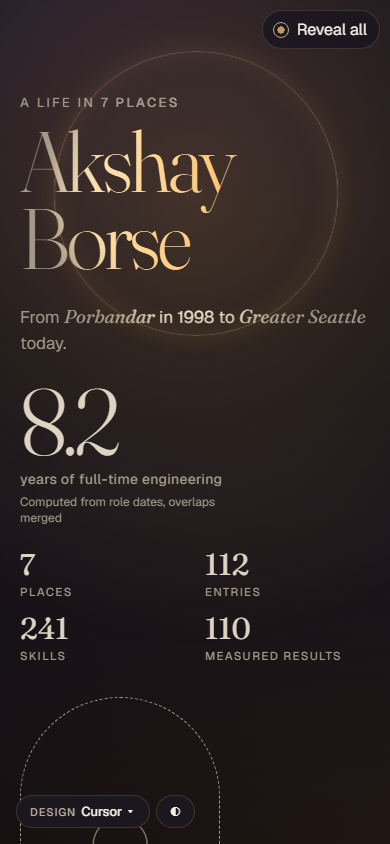 Reveal all
A LIFE IN 7 PLACES
Akshay
Borse
From Porbandar in 1998 to Greater Seattle
today.
8.2
years of full-time engineering
Computed from role dates, overlaps
merged
7
PLACES
112
ENTRIES
241
SKILLS
110
MEASURED RESULTS
DESIGN Cursor